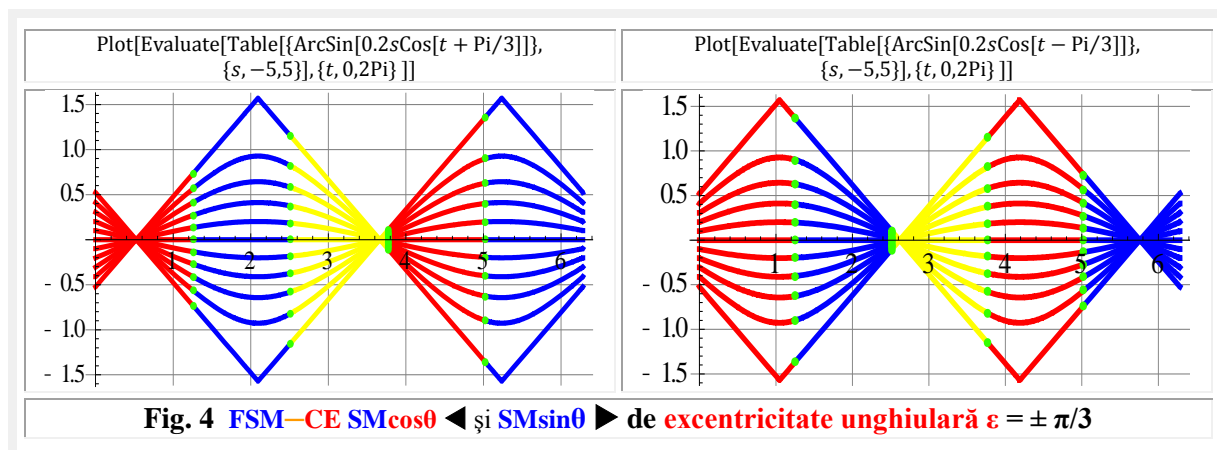 Plot[Evaluate[Table[{ArcSin[0.2sCos[t + Pi/3]]},
{s, −5,5}], {t, 0,2Pi} ]]
Plot[Evaluate[Table[{ArcSin[0.2sCos[t − Pi/3]]},
{s, −5,5}], {t, 0,2Pi} ]]
1.5
1.0
0.5
1 2 3 4 5 6
- 0.5
- 1.0
- 1.5
1.5
1.0
0.5
1 2 3 4 5 6
- 0.5
- 1.0
- 1.5
Fig. 4 FSM—CE SMcosθ ◄ şi SMsinθ ► de excentricitate unghiulară ε = ± π/3